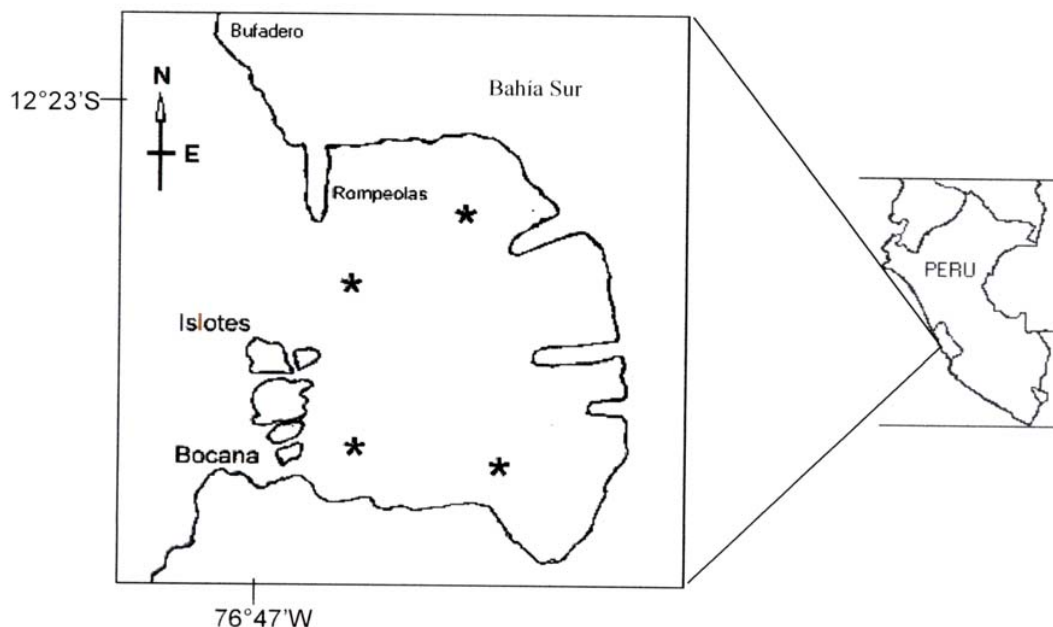 Bufadero
Bahía Sur
N
12°23'S
E
Rompeolas
PERU
Islotes
Bocana
76°47'W